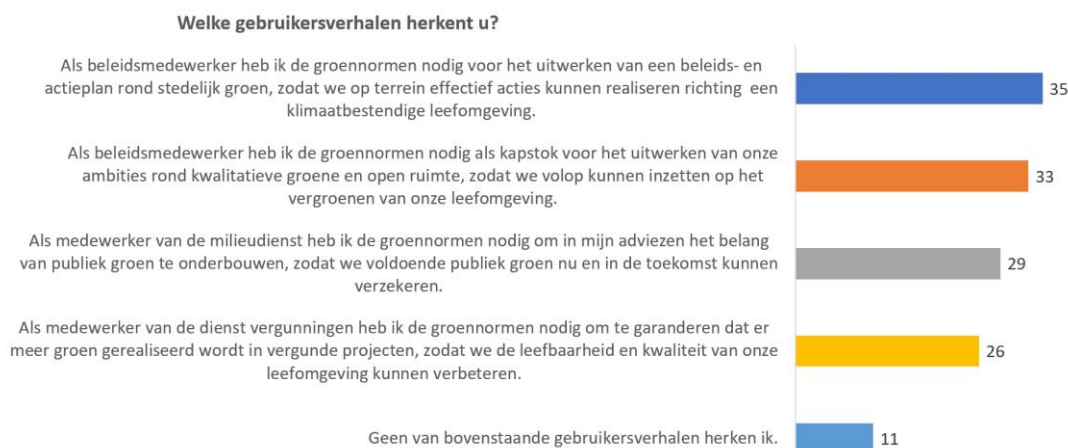 Welke gebruikersverhalen herkent u?
Als beleidsmedewerker heb ik de groennormen nodig voor het uitwerken van een beleids- en
actieplan rond stedelijk groen, zodat we op terrein effectief acties kunnen realiseren richting een
klimaatbestendige leefomgeving.
35
Als beleidsmedewerker heb ik de groennormen nodig als kapstok voor het uitwerken van onze
ambities rond kwalitatieve groene en open ruimte, zodat we volop kunnen inzetten op het
vergroenen van onze leefomgeving.
33
Als medewerker van de milieudienst heb ik de groennormen nodig om in mijn adviezen het belang
van publiek groen te onderbouwen, zodat we voldoende publiek groen nu en in de toekomst kunnen
verzekeren.
29
Als medewerker van de dienst vergunningen heb ik de groennormen nodig om te garanderen dat er
meer groen gerealiseerd wordt in vergunde projecten, zodat we de leefbaarheid en kwaliteit van onze
leefomgeving kunnen verbeteren.
26
Geen van bovenstaande gebruikersverhalen herken ik.
11